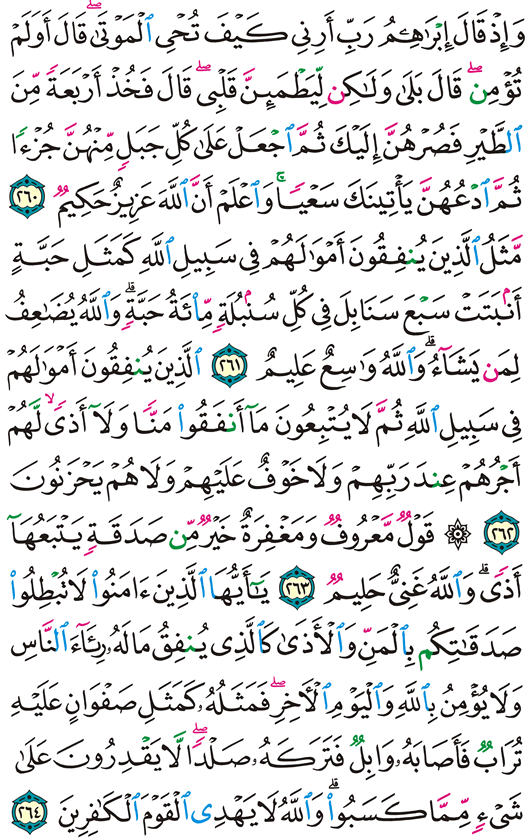 وَإِذْ قَالَ إِبْرَٰهِـۧمُ رَبِّ أَرِنِى كَيْفَ تُحْىِ ٱلْمَوْتَىٰ ۖ قَالَ أَوَلَمْ
تُؤْمِن ۖ قَالَ بَلَىٰ وَلَـٰكِن لِّيَطْمَئِنَّ قَلْبِى ۖ قَالَ فَخُذْ أَرْبَعَةً مِّنَ
ٱلطَّيْرِ فَصُرْهُنَّ إِلَيْكَ ثُمَّ ٱجْعَلْ عَلَىٰ كُلِّ جَبَلٍ مِّنْهُنَّ جُزْءًا
ثُمَّ ٱدْعُهُنَّ يَأْتِينَكَ سَعْيًا ۚ وَٱعْلَمْ أَنَّ ٱللَّهَ عَزِيزٌ حَكِيمٌ ٢٦٠
مَّثَلُ ٱلَّذِينَ يُنفِقُونَ أَمْوَٰلَهُمْ فِى سَبِيلِ ٱللَّهِ كَمَثَلِ حَبَّةٍ
أَنۢبَتَتْ سَبْعَ سَنَابِلَ فِى كُلِّ سُنۢبُلَةٍ مِّا۟ئَةُ حَبَّةٍ ۗ وَٱللَّهُ يُضَـٰعِفُ
لِمَن يَشَآءُ ۗ وَٱللَّهُ وَٰسِعٌ عَلِيمٌ ٢٦١ ٱلَّذِينَ يُنفِقُونَ أَمْوَٰلَهُمْ
فِى سَبِيلِ ٱللَّهِ ثُمَّ لَا يُتْبِعُونَ مَآ أَنفَقُوا۟ مَنًّا وَلَآ أَذًى ۙ لَّهُمْ
أَجْرُهُمْ عِندَ رَبِّهِمْ وَلَا خَوْفٌ عَلَيْهِمْ وَلَا هُمْ يَحْزَنُونَ
٢٦٢ ۞ قَوْلٌ مَّعْرُوفٌ وَمَغْفِرَةٌ خَيْرٌ مِّن صَدَقَةٍ يَتْبَعُهَآ
أَذًى ۗ وَٱللَّهُ غَنِىٌّ حَلِيمٌ ٢٦٣ يَـٰٓأَيُّهَا ٱلَّذِينَ ءَامَنُوا۟ لَا تُبْطِلُوا۟
صَدَقَـٰتِكُم بِٱلْمَنِّ وَٱلْأَذَىٰ كَٱلَّذِى يُنفِقُ مَالَهُۥ رِئَآءَ ٱلنَّاسِ
وَلَا يُؤْمِنُ بِٱللَّهِ وَٱلْيَوْمِ ٱلْـَٔاخِرِ ۖ فَمَثَلُهُۥ كَمَثَلِ صَفْوَانٍ عَلَيْهِ
تُرَابٌ فَأَصَابَهُۥ وَابِلٌ فَتَرَكَهُۥ صَلْدًا ۖ لَّا يَقْدِرُونَ عَلَىٰ
شَىْءٍ مِّمَّا كَسَبُوا۟ ۗ وَٱللَّهُ لَا يَهْدِى ٱلْقَوْمَ ٱلْكَـٰفِرِينَ ٢٦٤